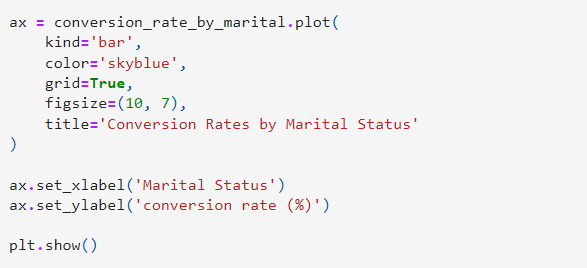 ax = conversion_rate_by_marital.plot(
    kind='bar',
    color='skyblue',
    grid=True,
    figsize=(10, 7),
    title='Conversion Rates by Marital Status'
)
ax.set_xlabel('Marital Status')
ax.set_ylabel('conversion rate (%)')
plt.show()